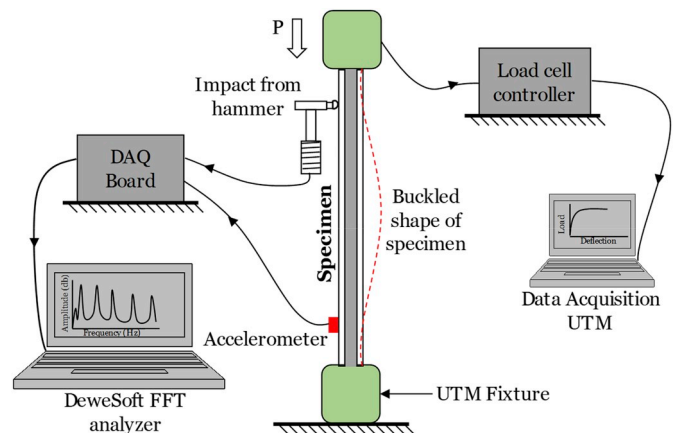 P
Impact from
hammer
Load cell
controller
DAQ
Board
Specimen
Buckled
shape of
specimen
Load
Deflection
Data Acquisition
UTM
Amplitude (db)
Frequency (Hz)
Accelerometer
DeweSoft FFT
analyzer
UTM Fixture